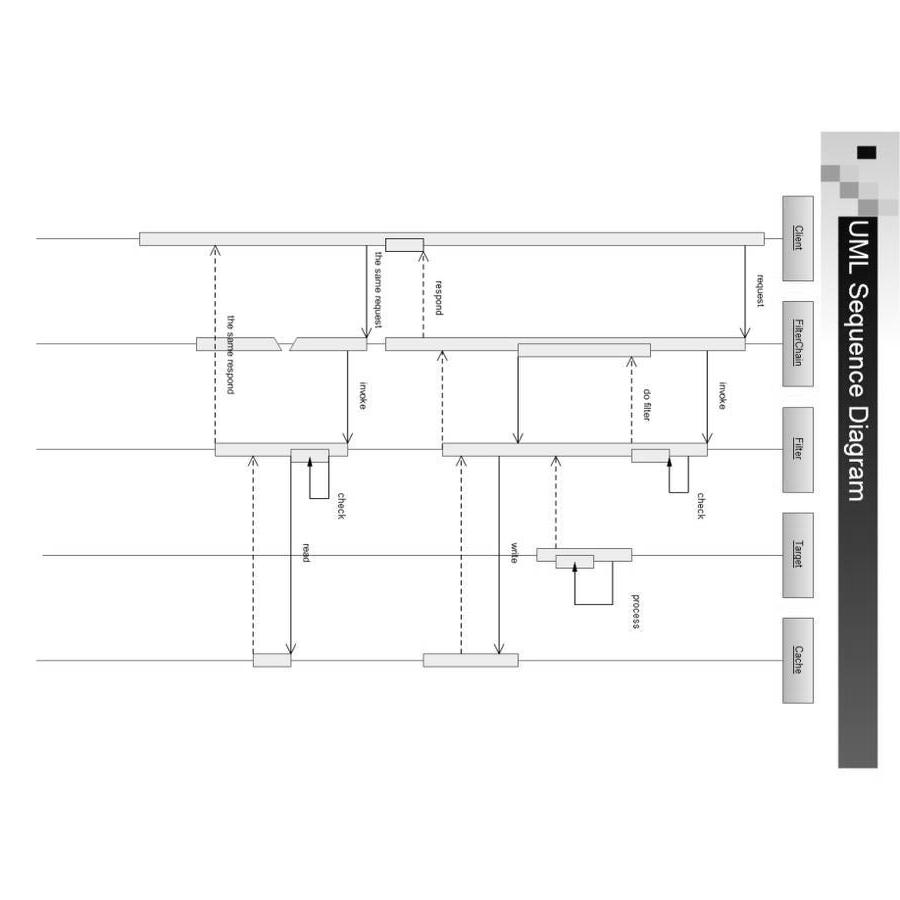 UML Sequence Diagram
Client
FilterChain
Filter
Target
Cache
request
invoke
check
do filter
process
write
respond
the same request
invoke
check
read
the same respond